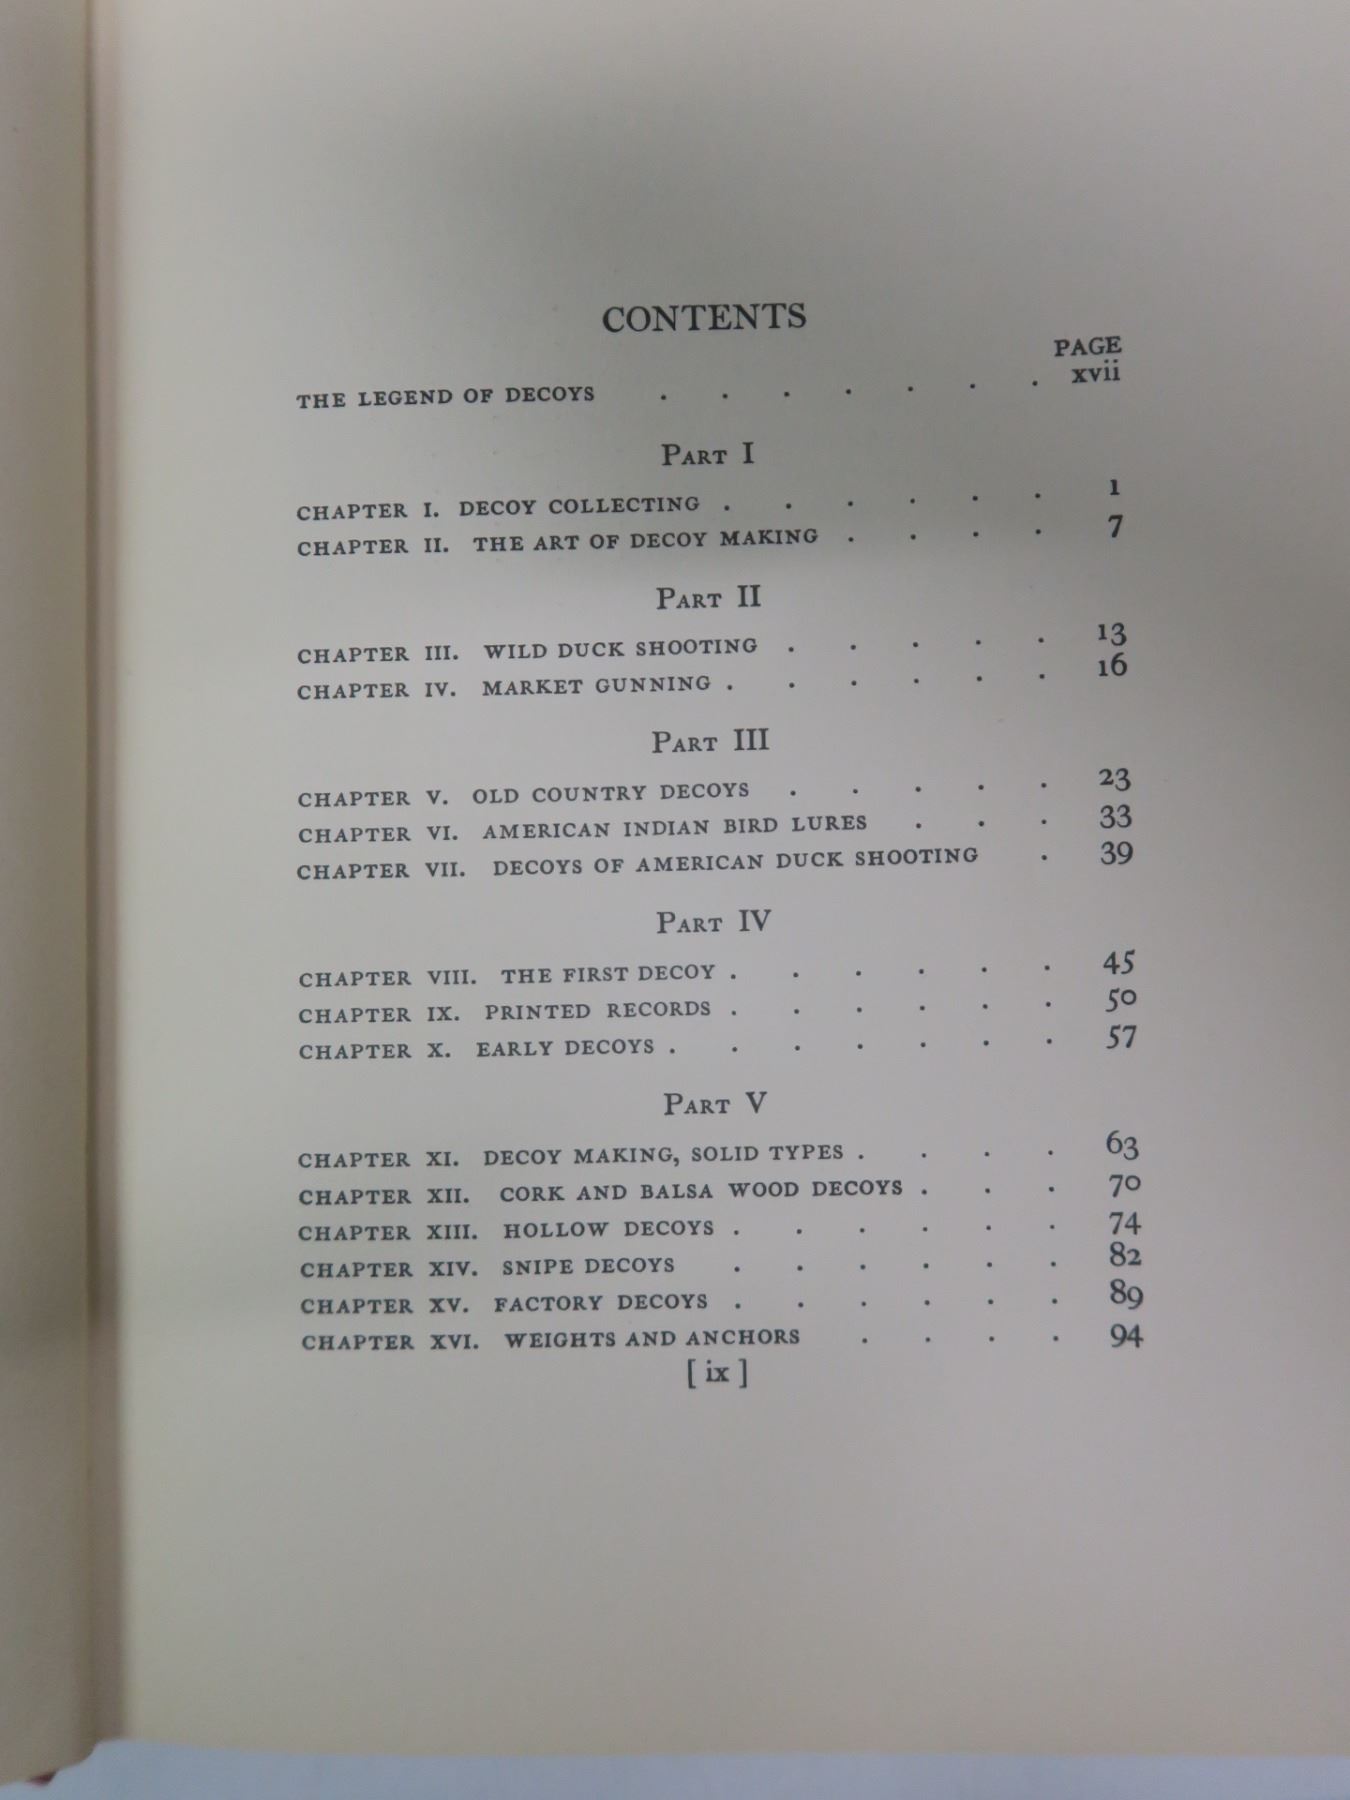 CONTENTS
PAGE
THE LEGEND OF DECOYS . . . . . . . xvii
Part I
CHAPTER I. DECOY COLLECTING . . . . . . 1
CHAPTER II. THE ART OF DECOY MAKING . . . . 7
Part II
CHAPTER III. WILD DUCK SHOOTING . . . . . 13
CHAPTER IV. MARKET GUNNING . . . . . . 16
Part III
CHAPTER V. OLD COUNTRY DECOYS . . . . . 23
CHAPTER VI. AMERICAN INDIAN BIRD LURES . . . 33
CHAPTER VII. DECOYS OF AMERICAN DUCK SHOOTING . 39
Part IV
CHAPTER VIII. THE FIRST DECOY . . . . . . 45
CHAPTER IX. PRINTED RECORDS . . . . . . 50
CHAPTER X. EARLY DECOYS . . . . . . . 57
Part V
CHAPTER XI. DECOY MAKING, SOLID TYPES . . . . 63
CHAPTER XII. CORK AND BALSA WOOD DECOYS . . . 70
CHAPTER XIII. HOLLOW DECOYS . . . . . . 74
CHAPTER XIV. SNIPE DECOYS . . . . . . 82
CHAPTER XV. FACTORY DECOYS . . . . . . 89
CHAPTER XVI. WEIGHTS AND ANCHORS . . . . 94
[ ix ]